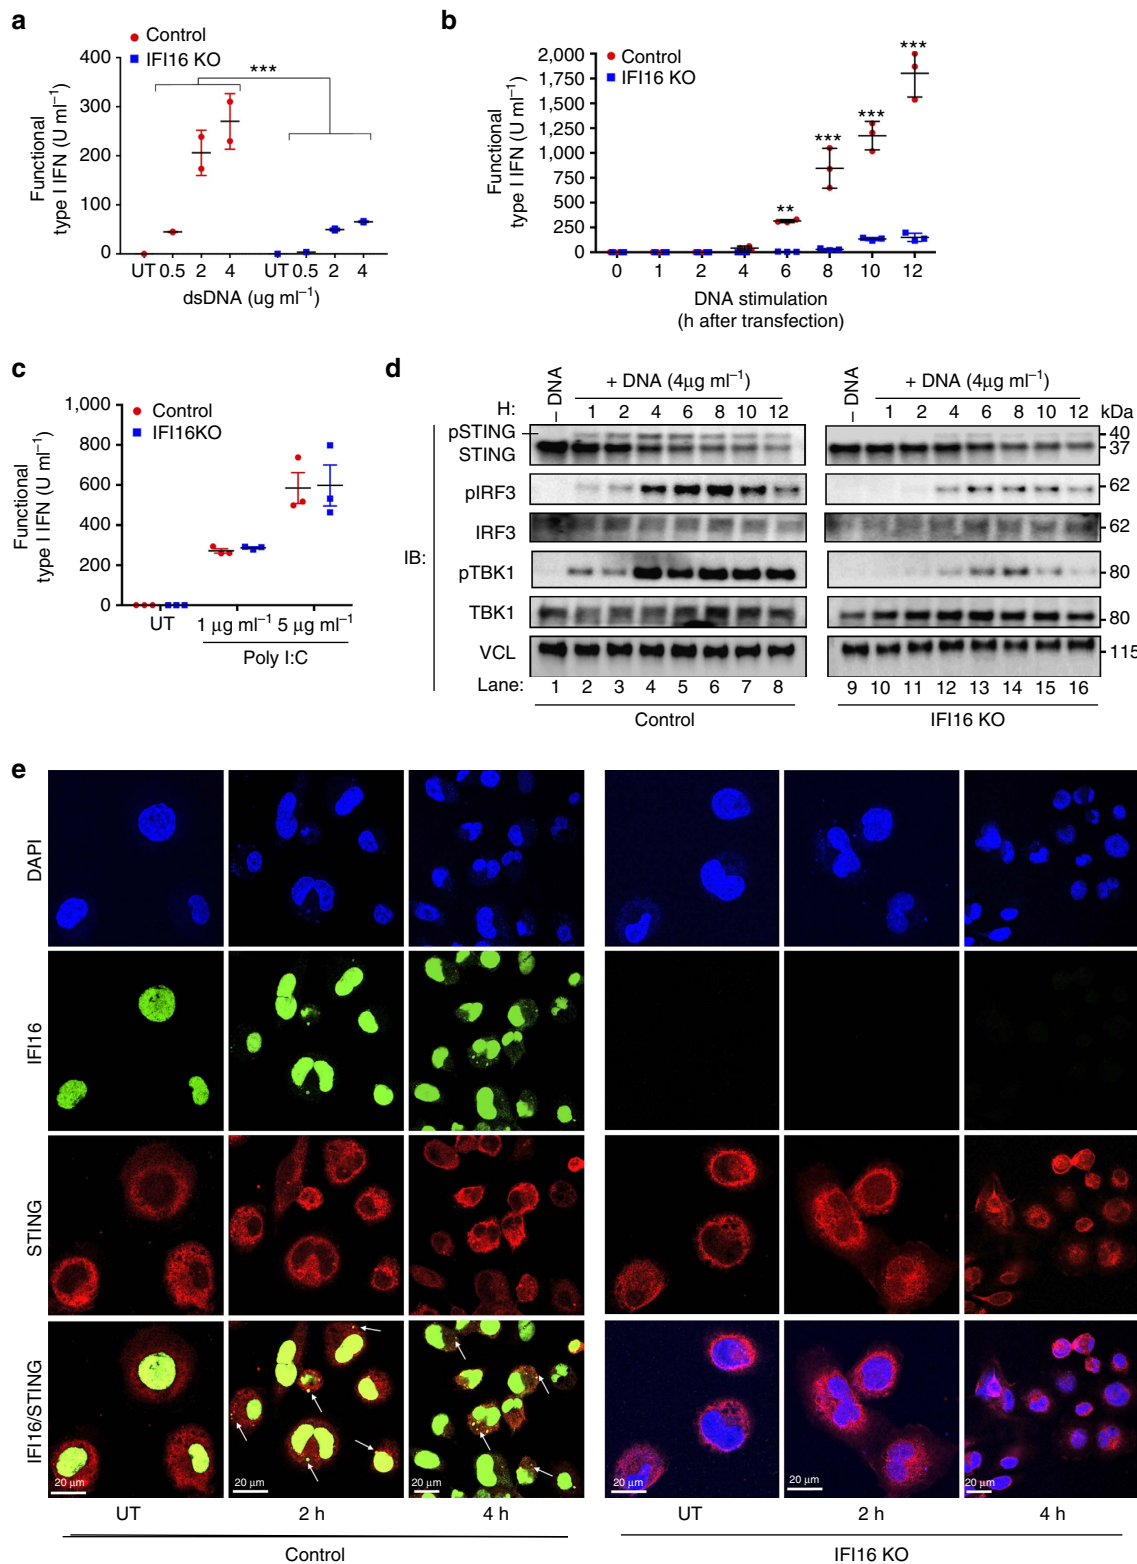 a
Control
IFI16 KO
Functional
type I IFN (U ml⁻¹)
400
300
200
100
0
***
UT 0.5 2 4 UT 0.5 2 4
dsDNA (ug ml⁻¹)
b
Control
IFI16 KO
Functional
type I IFN (U ml⁻¹)
2,000
1,750
1,500
1,250
1,000
750
500
250
0
** *** *** ***
0 1 2 4 6 8 10 12
DNA stimulation
(h after transfection)
c
Control
IFI16KO
Functional
type I IFN (U ml⁻¹)
1,000
800
600
400
200
0
UT 1 µg ml⁻¹ 5 µg ml⁻¹
Poly I:C
d
– DNA + DNA (4µg ml⁻¹) – DNA + DNA (4µg ml⁻¹)
H: 1 2 4 6 8 10 12 1 2 4 6 8 10 12 kDa
pSTING 40
STING 37
pIRF3 62
IRF3 62
IB:
pTBK1 80
TBK1 80
VCL 115
Lane: 1 2 3 4 5 6 7 8 9 10 11 12 13 14 15 16
Control IFI16 KO
e
DAPI
IFI16
STING
IFI16/STING
20 µm 20 µm 20 µm 20 µm 20 µm 20 µm
UT 2 h 4 h UT 2 h 4 h
Control IFI16 KO